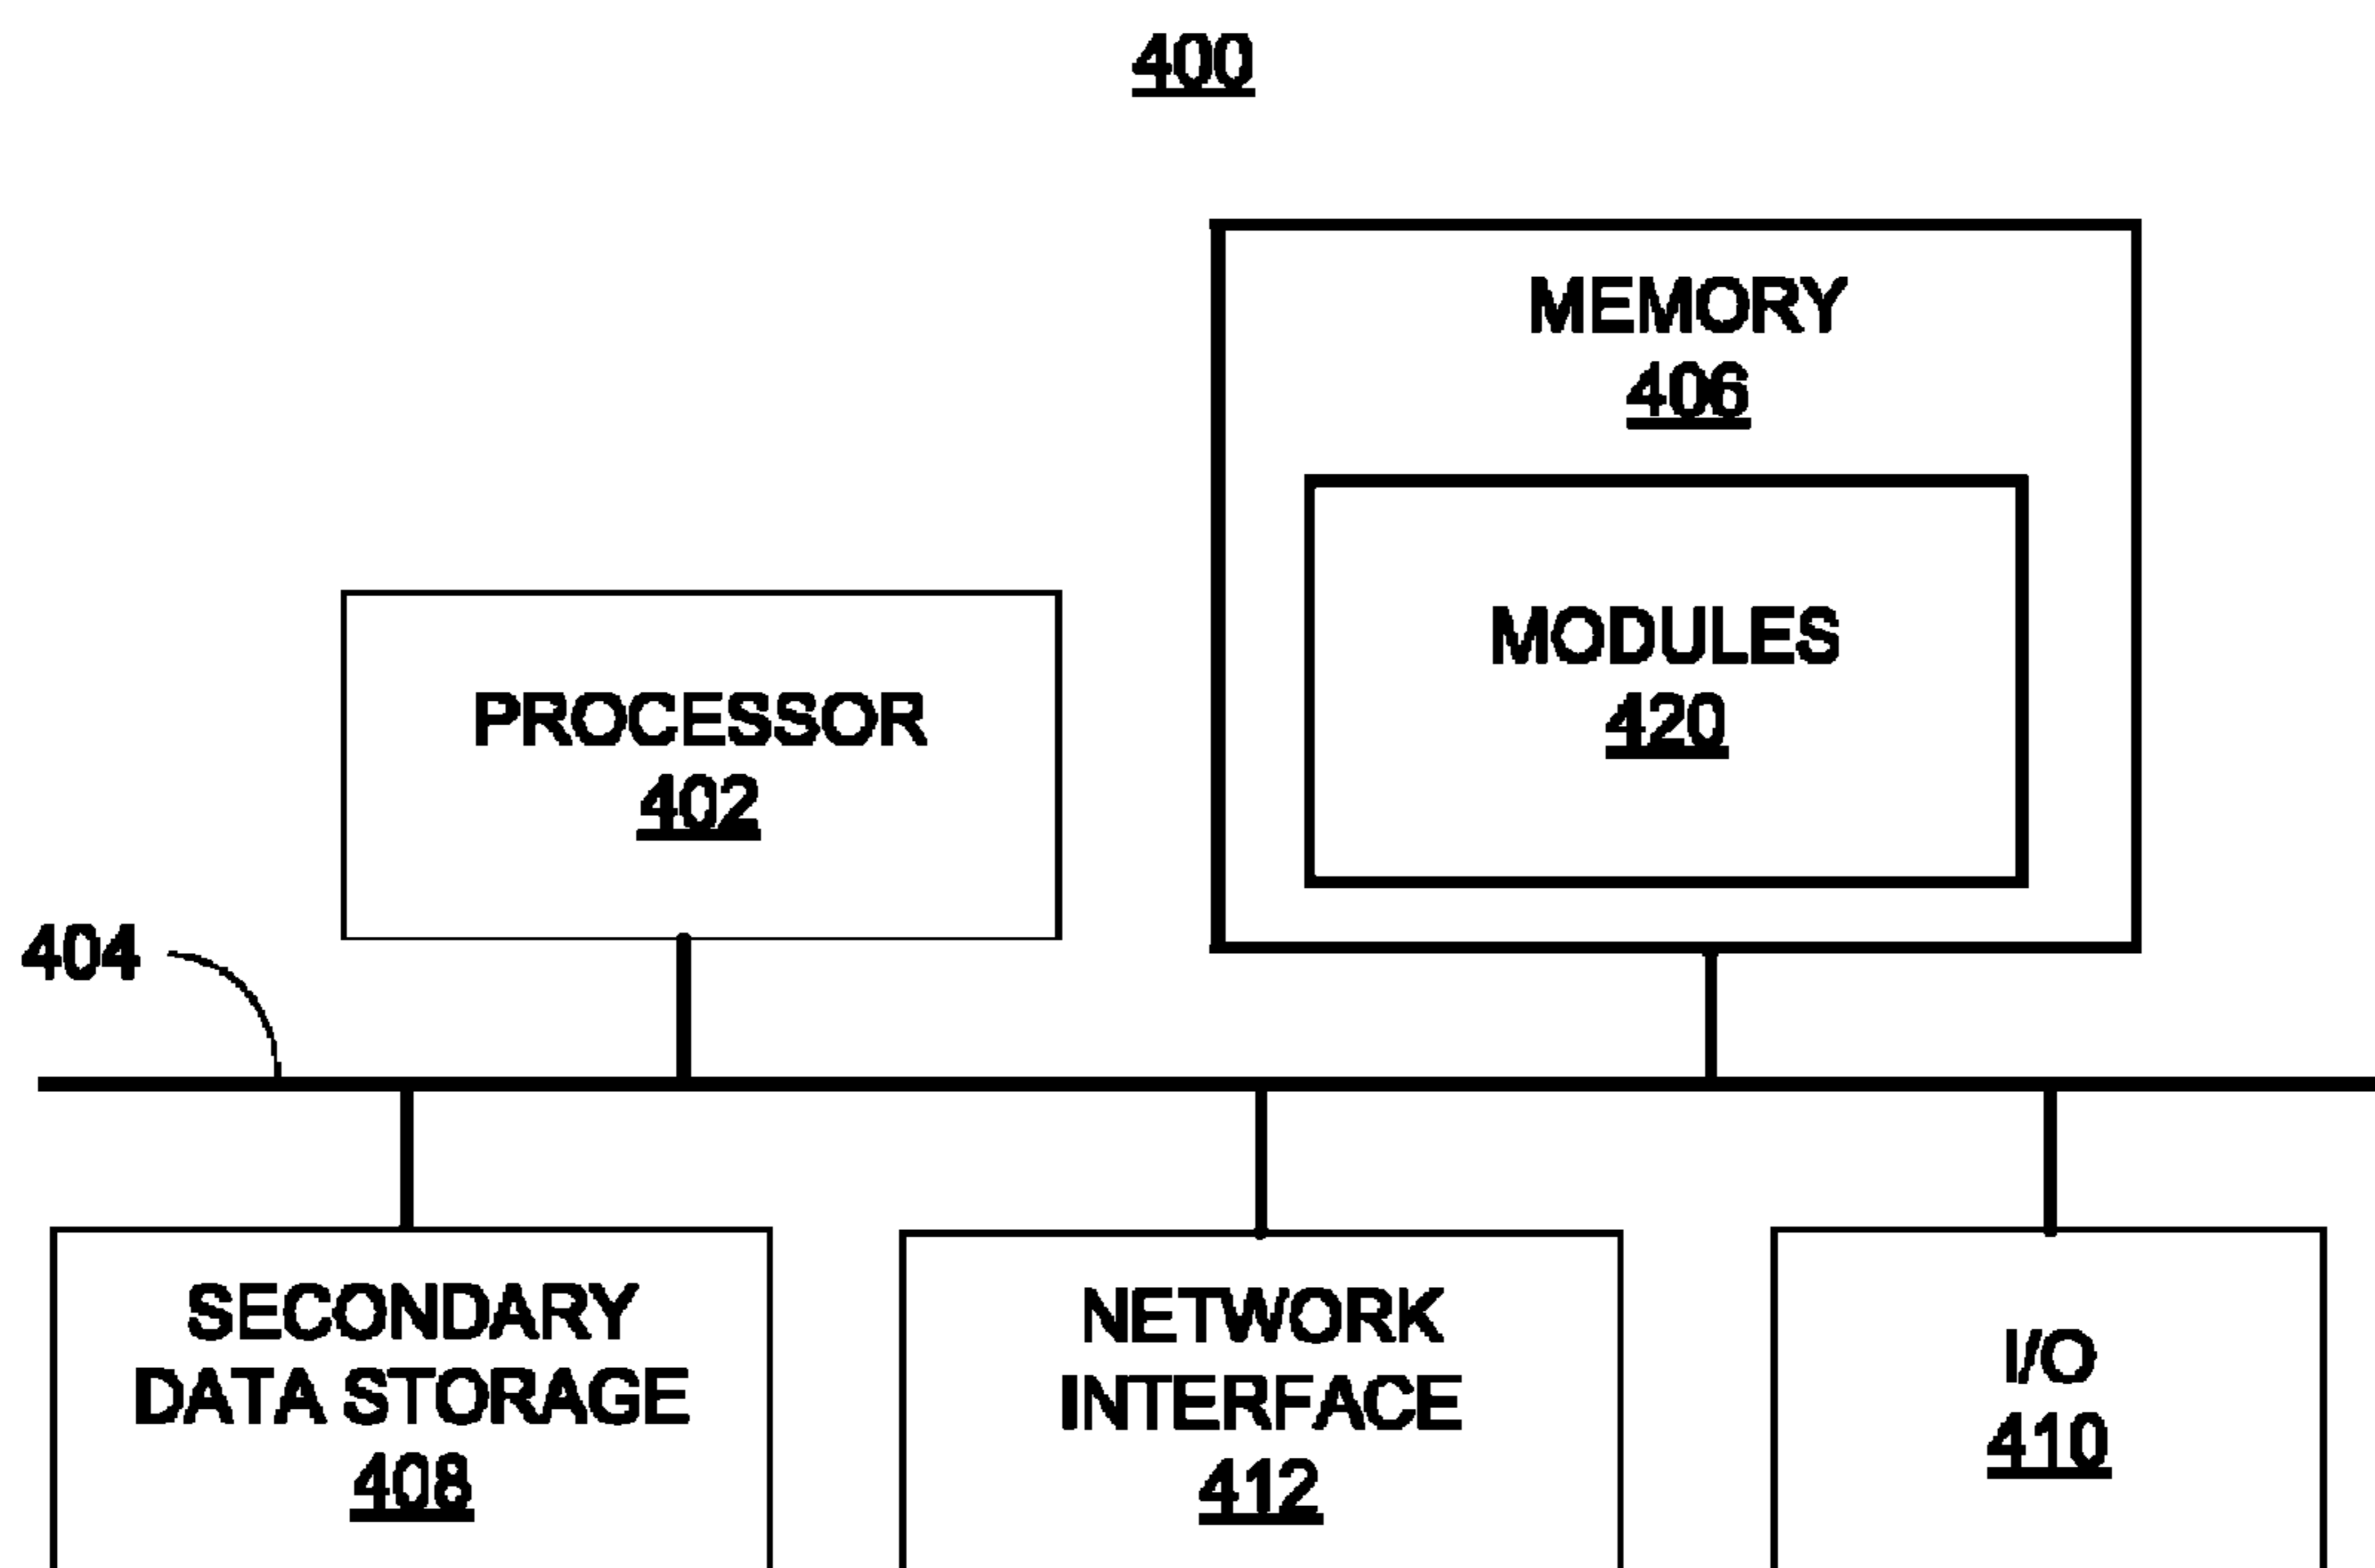 400
MEMORY
406
MODULES
420
PROCESSOR
402
404
SECONDARY
DATA STORAGE
408
NETWORK
INTERFACE
412
I/O
410